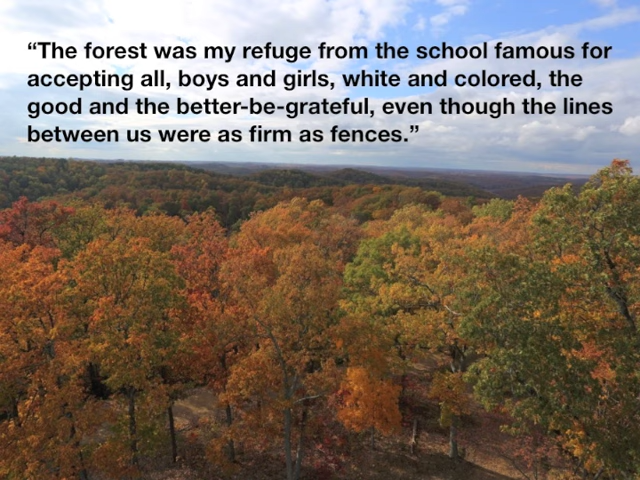 “The forest was my refuge from the school famous for
accepting all, boys and girls, white and colored, the
good and the better-be-grateful, even though the lines
between us were as firm as fences.”